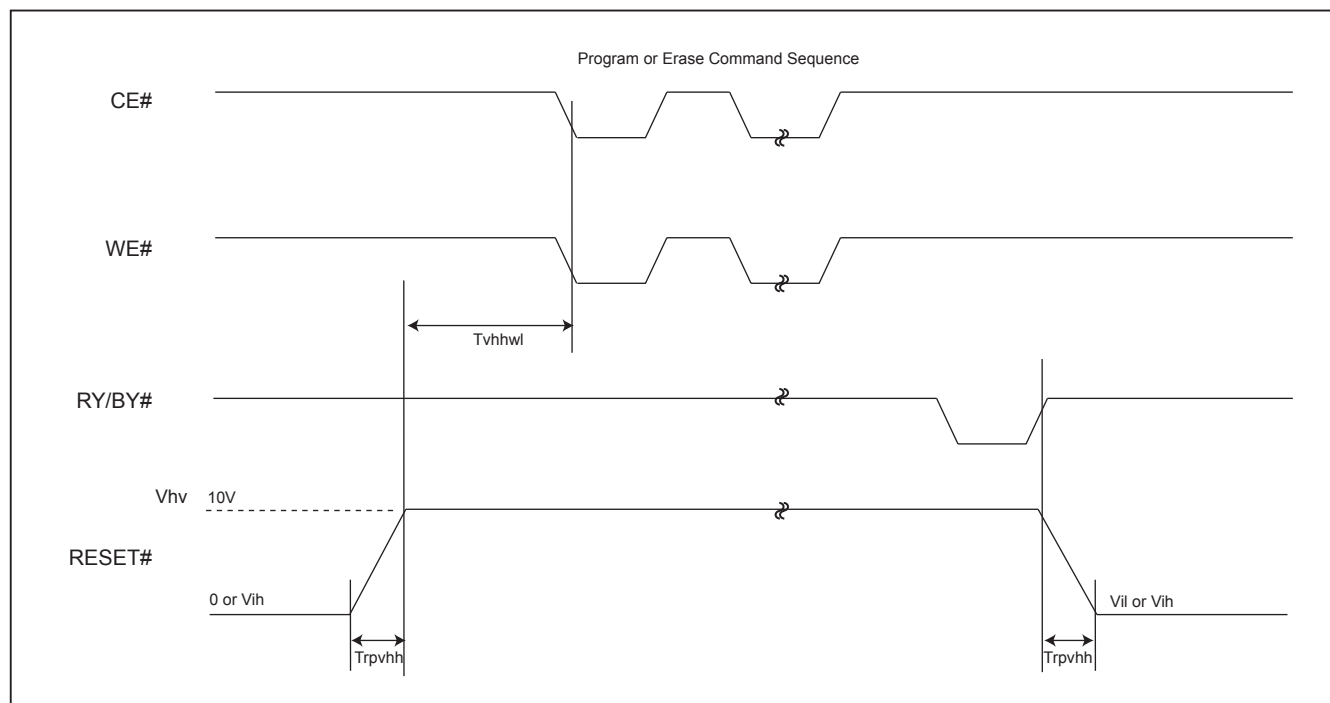 Program or Erase Command Sequence
CE#
WE#
Tvhhwl
RY/BY#
Vhv 10V
RESET#
0 or Vih
Vil or Vih
Trpvhh
Trpvhh